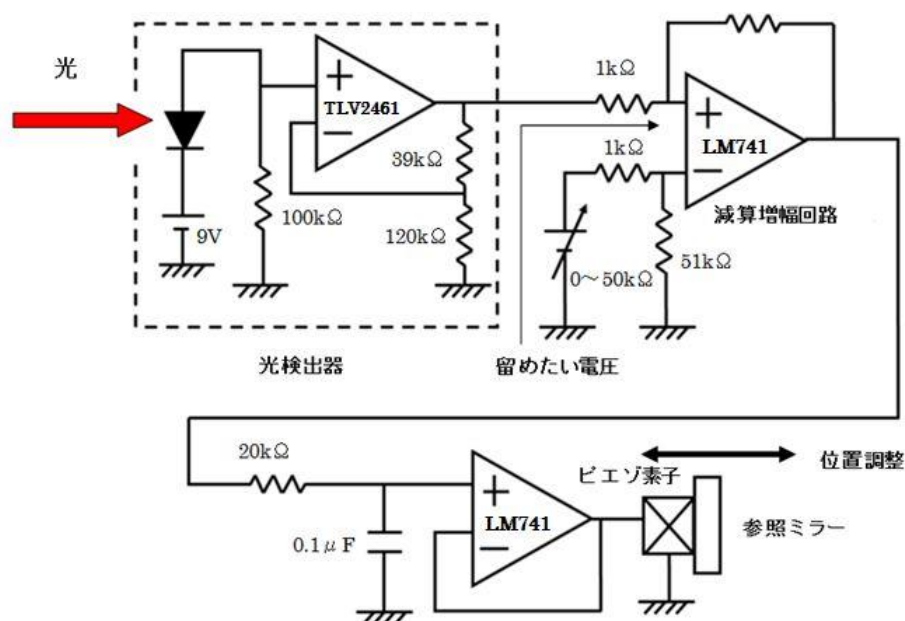 光
TLV2461
39kΩ
100kΩ
120kΩ
9V
光検出器
1kΩ
1kΩ
LM741
減算増幅回路
0～50kΩ
51kΩ
留めたい電圧
20kΩ
0.1μF
LM741
ピエゾ素子
位置調整
参照ミラー